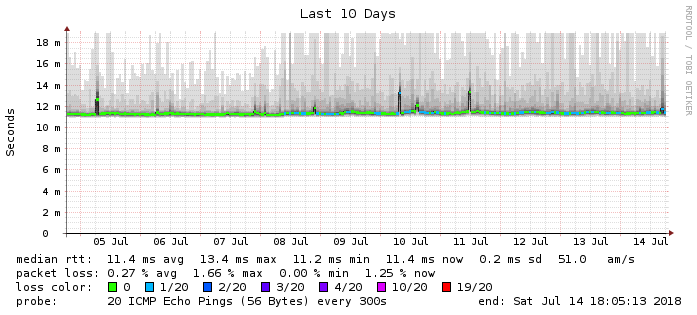 Last 10 Days
RRDTOOL / TOBI OETIKER
Seconds
18 m
16 m
14 m
12 m
10 m
8 m
6 m
4 m
2 m
0
05 Jul 06 Jul 07 Jul 08 Jul 09 Jul 10 Jul 11 Jul 12 Jul 13 Jul 14 Jul
median rtt: 11.4 ms avg 13.4 ms max 11.2 ms min 11.4 ms now 0.2 ms sd 51.0 am/s
packet loss: 0.27 % avg 1.66 % max 0.00 % min 1.25 % now
loss color: 0 1/20 2/20 3/20 4/20 10/20 19/20
probe: 20 ICMP Echo Pings (56 Bytes) every 300s end: Sat Jul 14 18:05:13 2018